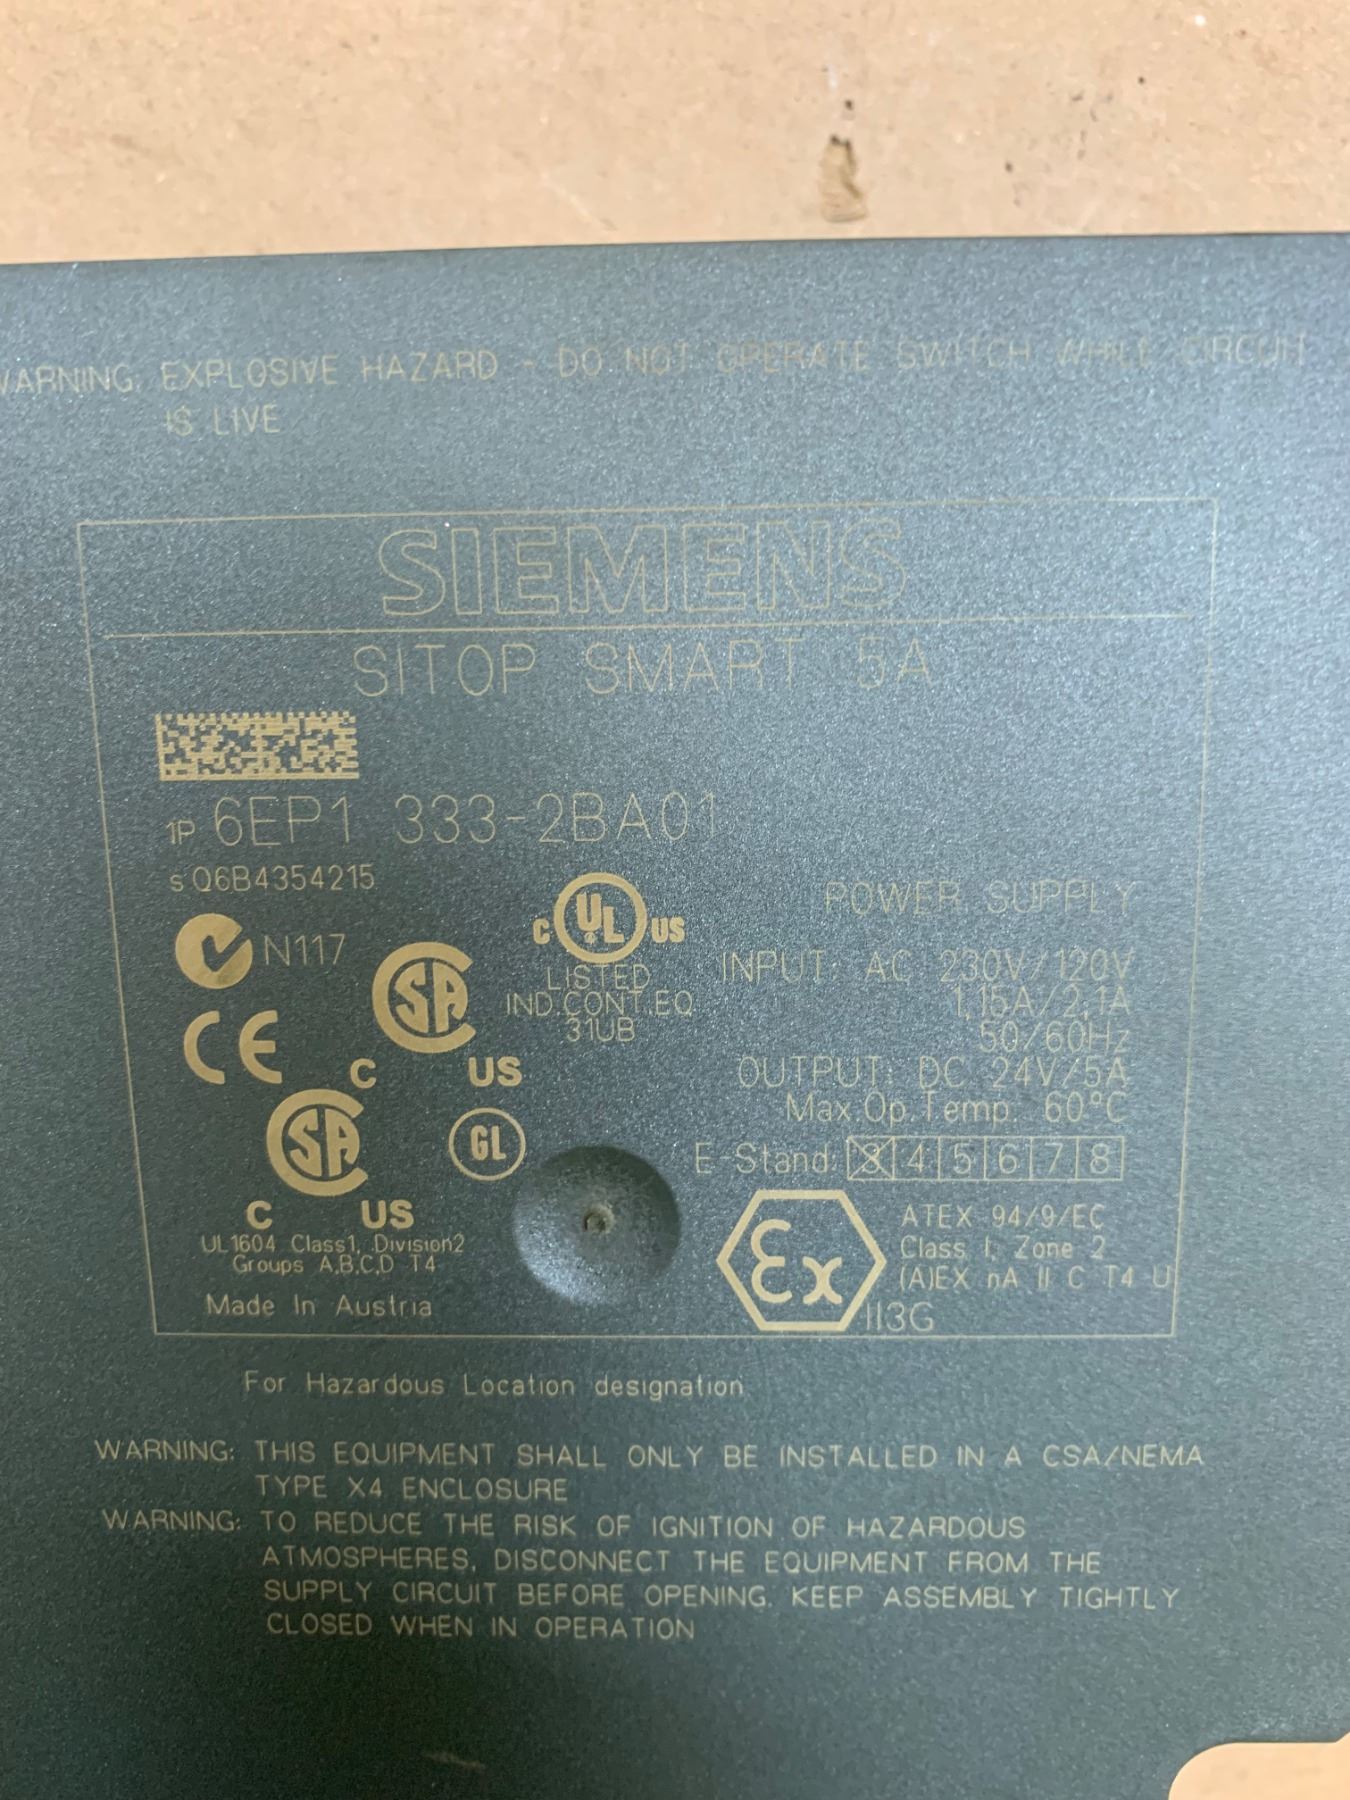 WARNING: EXPLOSIVE HAZARD - DO NOT OPERATE SWITCH WHILE CIRCUIT
IS LIVE
SIEMENS
SITOP SMART 5A
1P 6EP1 333-2BA01
S Q6B4354215
N117
CE
SA
C US
C UL US
LISTED
IND.CONT.EQ
31UB
POWER SUPPLY
INPUT: AC 230V/120V
1,15A/2,1A
50/60Hz
OUTPUT: DC 24V/5A
Max.Op.Temp. 60°C
E-Stand: 3 4 5 6 7 8
SA
C US
GL
UL1604 Class1, Division2
Groups A,B,C,D T4
Made In Austria
Ex
II3G
ATEX 94/9/EC
Class I, Zone 2
(A)EX nA II C T4 U
For Hazardous Location designation
WARNING: THIS EQUIPMENT SHALL ONLY BE INSTALLED IN A CSA/NEMA
TYPE X4 ENCLOSURE
WARNING: TO REDUCE THE RISK OF IGNITION OF HAZARDOUS
ATMOSPHERES, DISCONNECT THE EQUIPMENT FROM THE
SUPPLY CIRCUIT BEFORE OPENING. KEEP ASSEMBLY TIGHTLY
CLOSED WHEN IN OPERATION